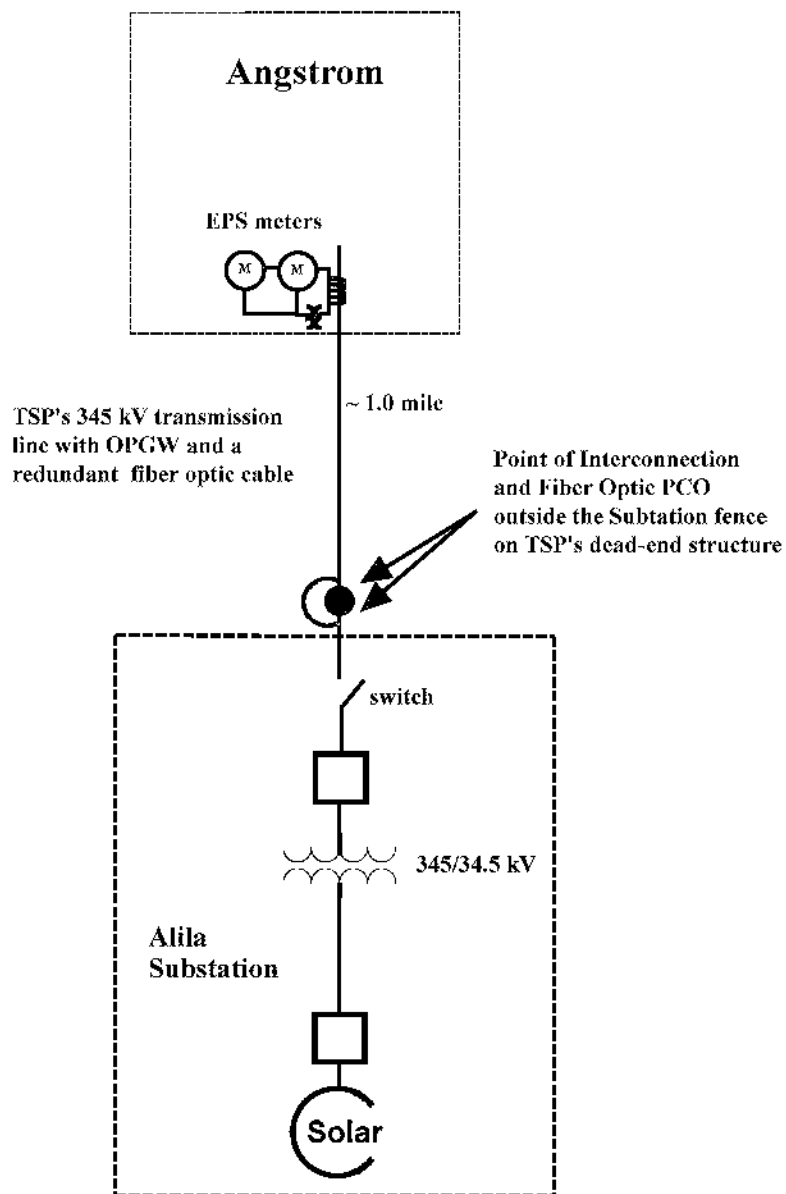 Angstrom
EPS meters
M M
TSP's 345 kV transmission
line with OPGW and a
redundant fiber optic cable
~ 1.0 mile
Point of Interconnection
and Fiber Optic PCO
outside the Subtation fence
on TSP's dead-end structure
switch
345/34.5 kV
Alila
Substation
Solar